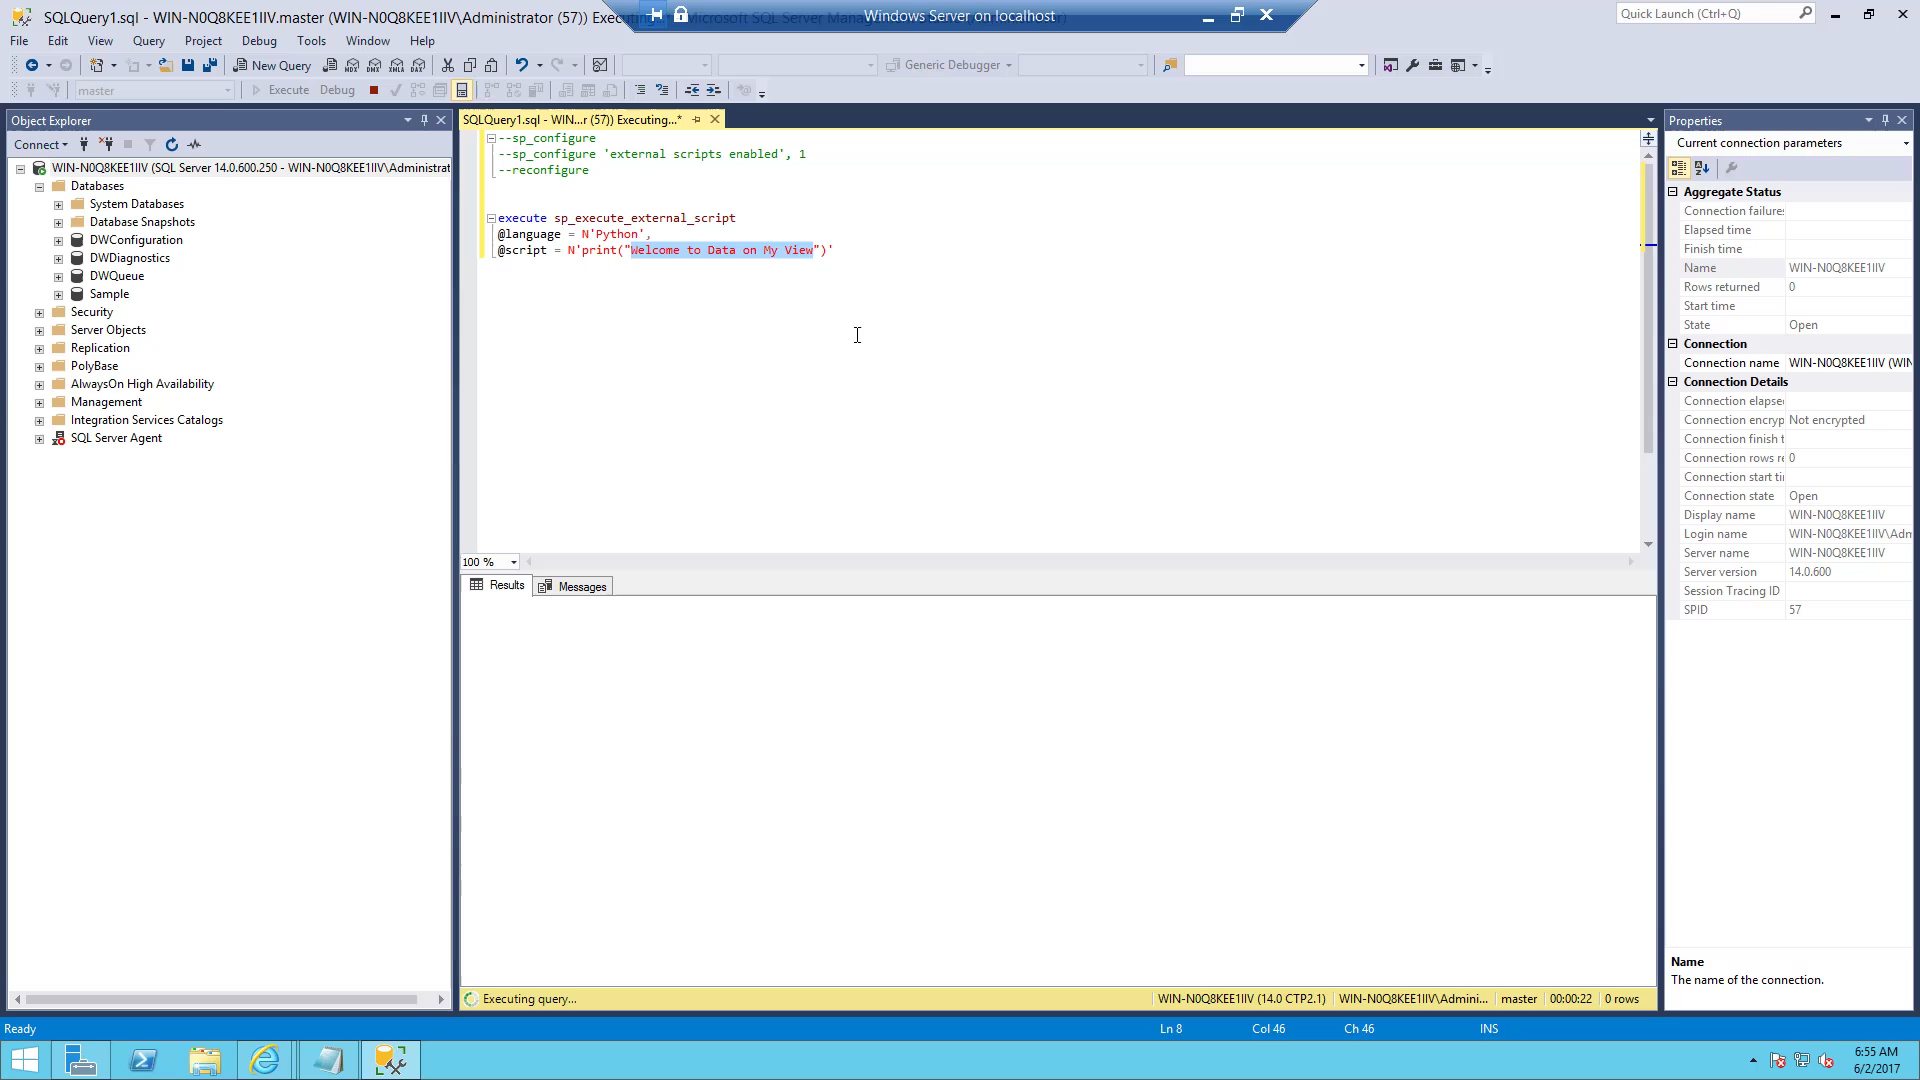 SQLQuery1.sql - WIN-N0Q8KEE1IIV.master (WIN-N0Q8KEE1IIV\Administrator (57)) Executing
Windows Server on localhost
Quick Launch (Ctrl+Q)
File Edit View Query Project Debug Tools Window Help
New Query
Generic Debugger
master
Execute Debug
Object Explorer
Connect
WIN-N0Q8KEE1IIV (SQL Server 14.0.600.250 - WIN-N0Q8KEE1IIV\Administrat
Databases
System Databases
Database Snapshots
DWConfiguration
DWDiagnostics
DWQueue
Sample
Security
Server Objects
Replication
PolyBase
AlwaysOn High Availability
Management
Integration Services Catalogs
SQL Server Agent
SQLQuery1.sql - WIN...r (57)) Executing...*
--sp_configure
--sp_configure 'external scripts enabled', 1
--reconfigure
execute sp_execute_external_script
@language = N'Python',
@script = N'print("Welcome to Data on My View")'
100 %
Results Messages
Executing query...
WIN-N0Q8KEE1IIV (14.0 CTP2.1) WIN-N0Q8KEE1IIV\Admini... master 00:00:22 0 rows
Properties
Current connection parameters
Aggregate Status
Connection failures
Elapsed time
Finish time
Name WIN-N0Q8KEE1IIV
Rows returned 0
Start time
State Open
Connection
Connection name WIN-N0Q8KEE1IIV (WIN
Connection Details
Connection elapse
Connection encryp Not encrypted
Connection finish t
Connection rows re 0
Connection start ti
Connection state Open
Display name WIN-N0Q8KEE1IIV
Login name WIN-N0Q8KEE1IIV\Adm
Server name WIN-N0Q8KEE1IIV
Server version 14.0.600
Session Tracing ID
SPID 57
Name
The name of the connection.
Ready Ln 8 Col 46 Ch 46 INS
6:55 AM
6/2/2017